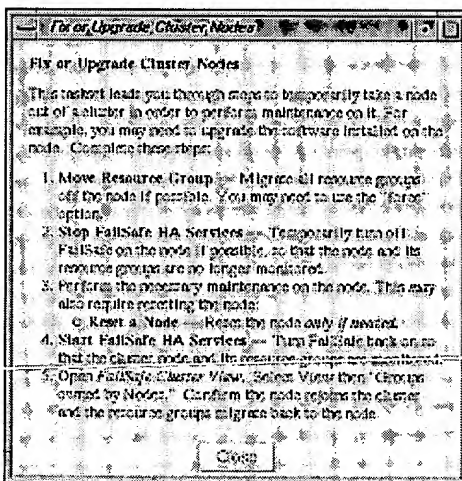 Fix or Upgrade Cluster Nodes
Fix or Upgrade Cluster Nodes
This taskset leads you through steps to temporarily take a node
out of a cluster in order to perform maintenance on it. For
example, you may need to upgrade the software installed on the
node. Complete these steps:
1. Move Resource Group — Migrate all resource groups
off the node if possible. You may need to use the "force"
option.
2. Stop FailSafe HA Services — Temporarily turn off
FailSafe on the node if possible, so that the node and its
resource groups are no longer monitored.
3. Perform the necessary maintenance on the node. This may
also require resetting the node:
o Reset a Node — Reset the node only if needed.
4. Start FailSafe HA Services — Turn FailSafe back on so
that the cluster node and its resource groups are monitored.
5. Open FailSafe Cluster View. Select View then "Groups
owned by Nodes." Confirm the node rejoins the cluster
and the resource groups migrate back to the node.
Close